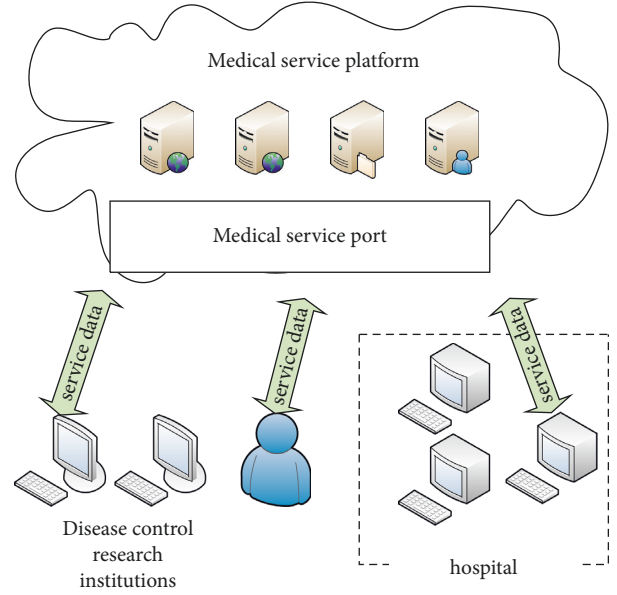 Medical service platform
Medical service port
service data
service data
service data
Disease control
research
institutions
hospital